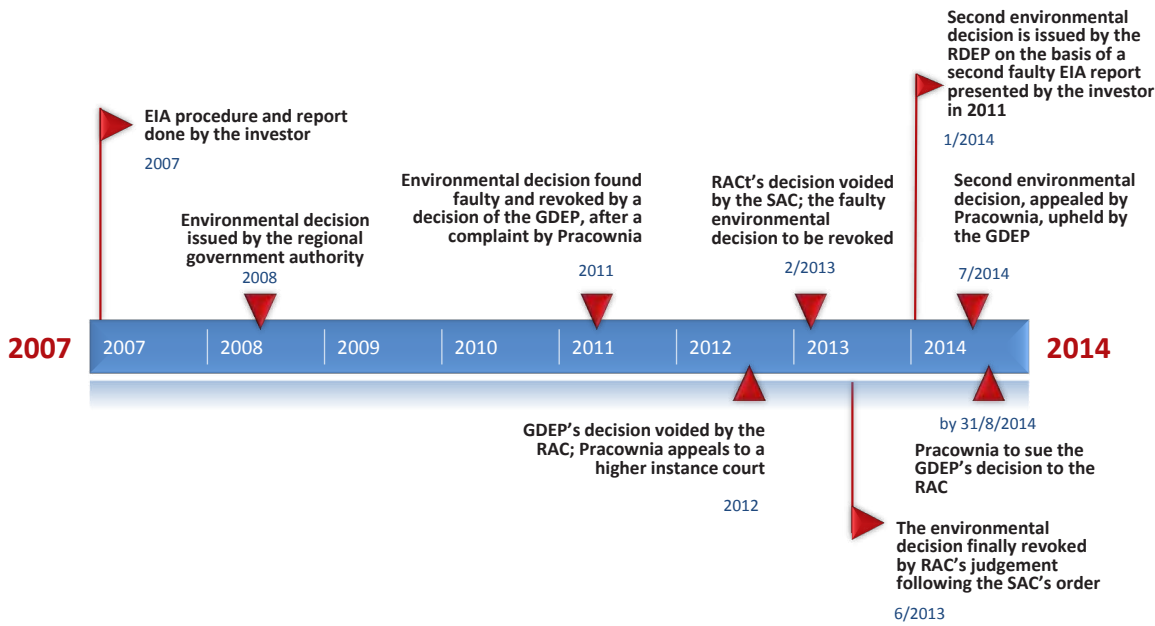 Second environmental
decision is issued by the
RDEP on the basis of a
second faulty EIA report
presented by the investor
in 2011
1/2014
EIA procedure and report
done by the investor
2007
Environmental decision
issued by the regional
government authority
2008
Environmental decision found
faulty and revoked by a
decision of the GDEP, after a
complaint by Pracownia
2011
RACt's decision voided
by the SAC; the faulty
environmental
decision to be revoked
2/2013
Second environmental
decision, appealed by
Pracownia, upheld by
the GDEP
7/2014
2007
2007
2008
2009
2010
2011
2012
2013
2014
2014
GDEP's decision voided by the
RAC; Pracownia appeals to a
higher instance court
2012
by 31/8/2014
Pracownia to sue the
GDEP's decision to the
RAC
The environmental
decision finally revoked
by RAC's judgement
following the SAC's order
6/2013